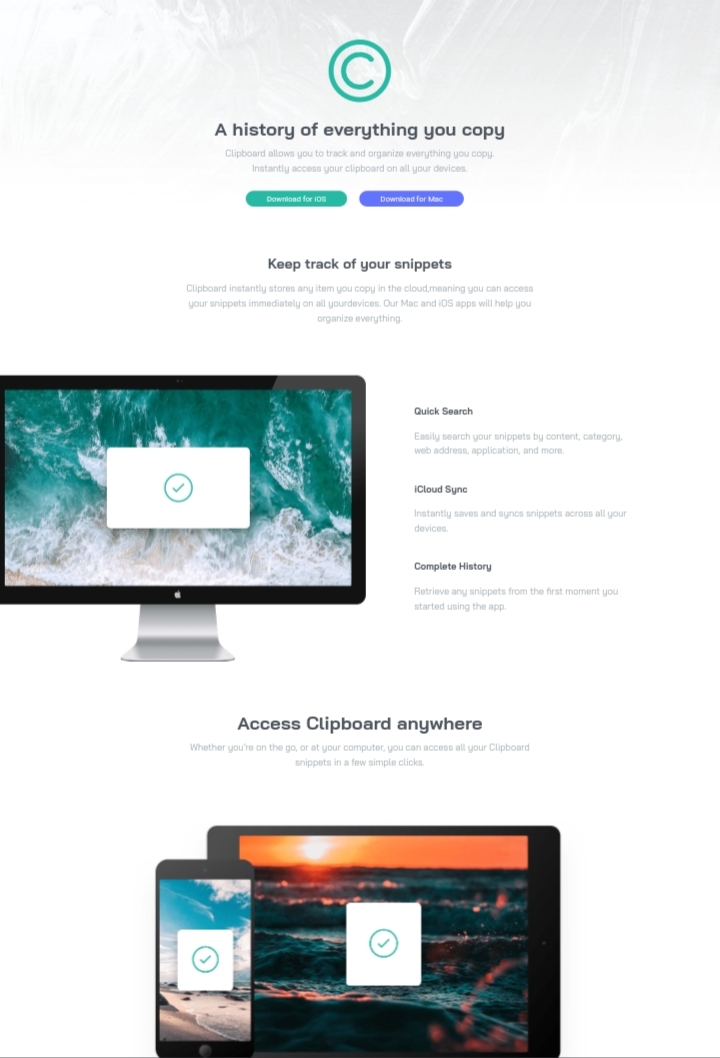 C
A history of everything you copy
Clipboard allows you to track and organize everything you copy.
Instantly access your clipboard on all your devices.
Download for iOS
Download for Mac
Keep track of your snippets
Clipboard instantly stores any item you copy in the cloud,meaning you can access
your snippets immediately on all yourdevices. Our Mac and iOS apps will help you
organize everything.
Quick Search
Easily search your snippets by content, category,
web address, application, and more.
iCloud Sync
Instantly saves and syncs snippets across all your
devices.
Complete History
Retrieve any snippets from the first moment you
started using the app.
Access Clipboard anywhere
Whether you're on the go, or at your computer, you can access all your Clipboard
snippets in a few simple clicks.